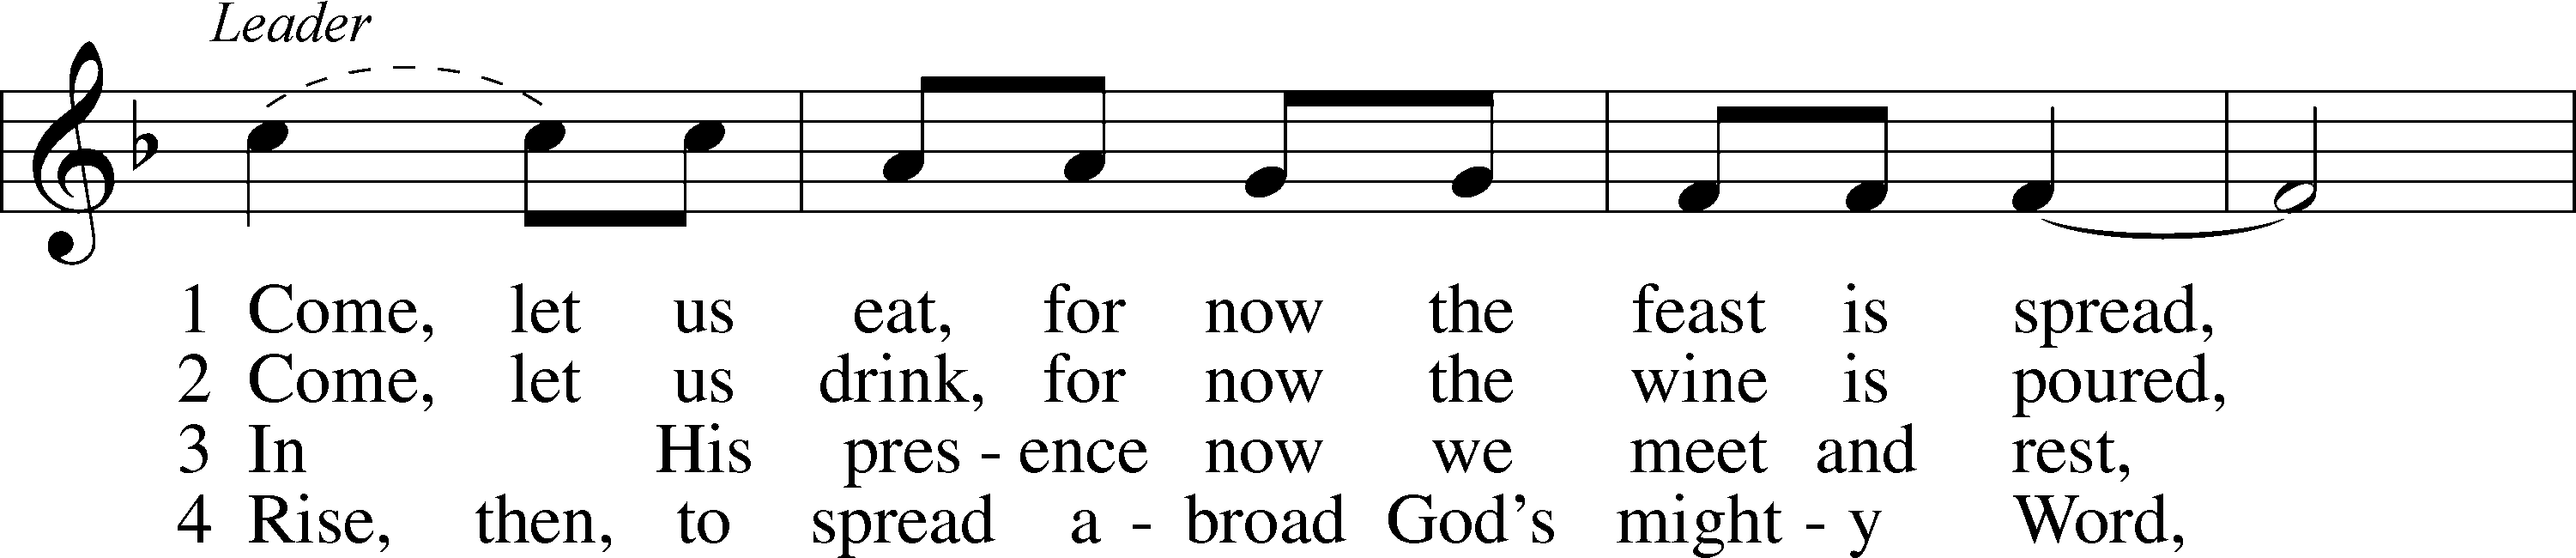 Leader
1 Come, let us eat, for now the feast is spread,
2 Come, let us drink, for now the wine is poured,
3 In His pres - ence now we meet and rest,
4 Rise, then, to spread a - broad God’s might - y Word,